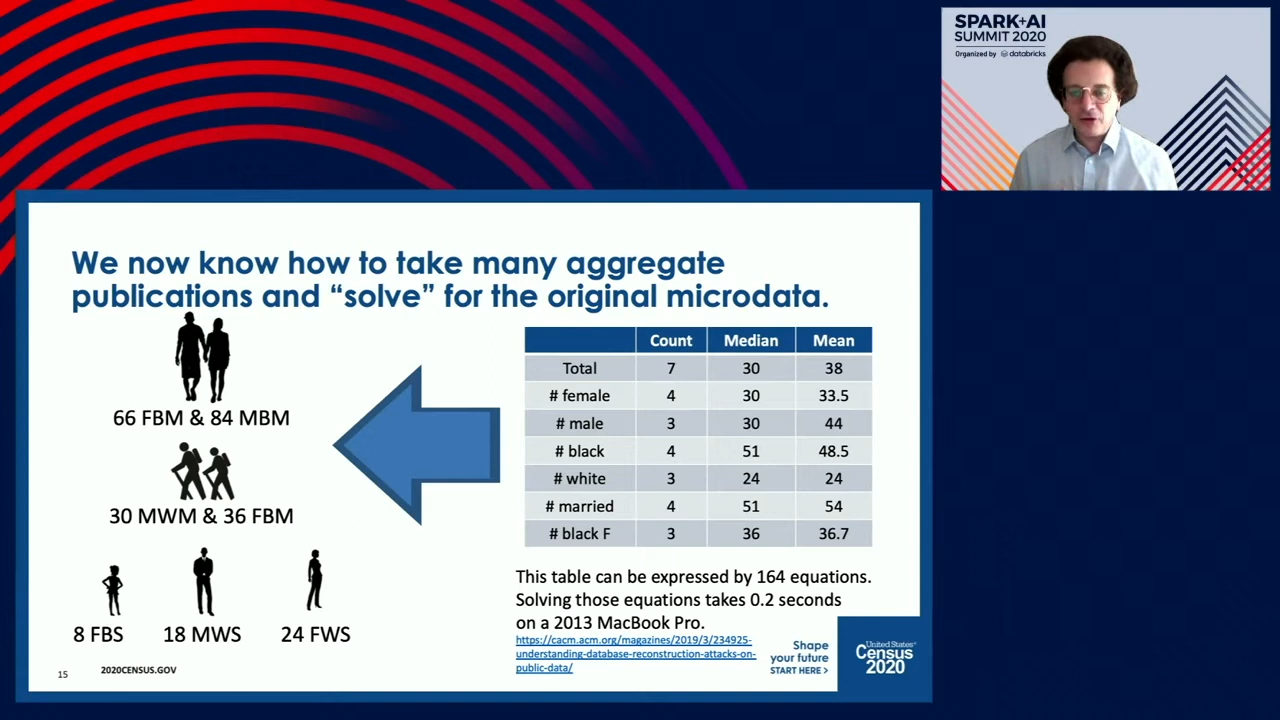 SPARK+AI
SUMMIT 2020
Organized by databricks
We now know how to take many aggregate
publications and “solve” for the original microdata.
66 FBM & 84 MBM
30 MWM & 36 FBM
8 FBS 18 MWS 24 FWS
Count Median Mean
Total 7 30 38
# female 4 30 33.5
# male 3 30 44
# black 4 51 48.5
# white 3 24 24
# married 4 51 54
# black F 3 36 36.7
This table can be expressed by 164 equations.
Solving those equations takes 0.2 seconds
on a 2013 MacBook Pro.
https://cacm.acm.org/magazines/2019/3/234925-
understanding-database-reconstruction-attacks-on-
public-data/
15 2020CENSUS.GOV
Shape
your future
START HERE >
United States®
Census
2020